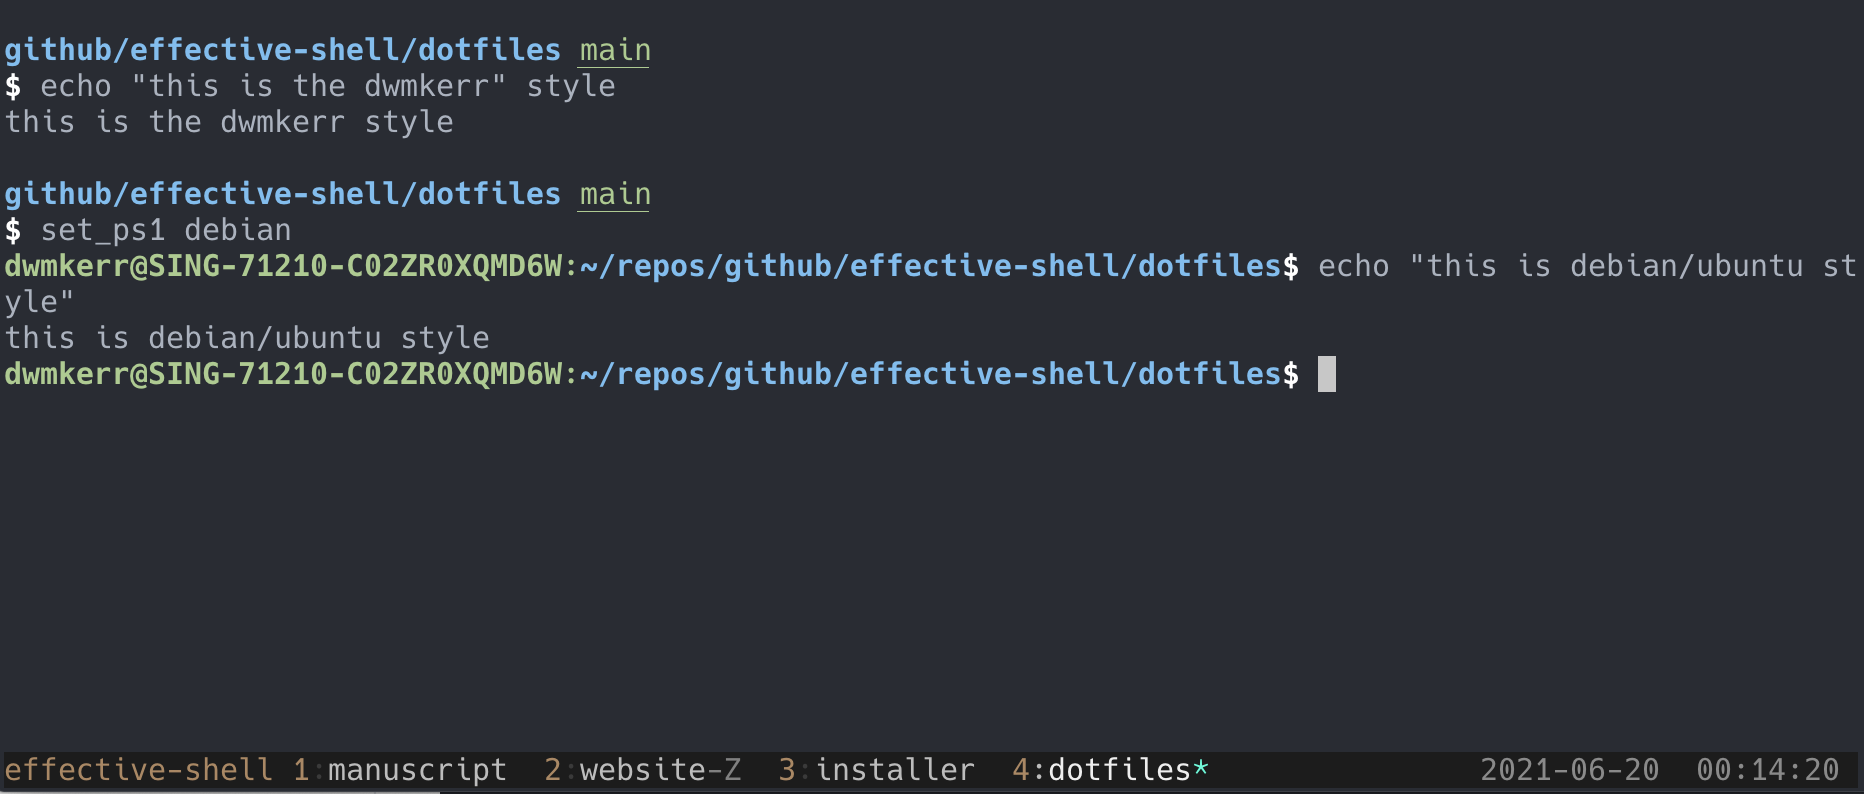 github/effective-shell/dotfiles main
$ echo "this is the dwmkerr" style
this is the dwmkerr style
github/effective-shell/dotfiles main
$ set_ps1 debian
dwmkerr@SING-71210-C02ZR0XQMD6W:~/repos/github/effective-shell/dotfiles$ echo "this is debian/ubuntu st
yle"
this is debian/ubuntu style
dwmkerr@SING-71210-C02ZR0XQMD6W:~/repos/github/effective-shell/dotfiles$
effective-shell 1:manuscript 2:website-Z 3:installer 4:dotfiles* 2021-06-20 00:14:20